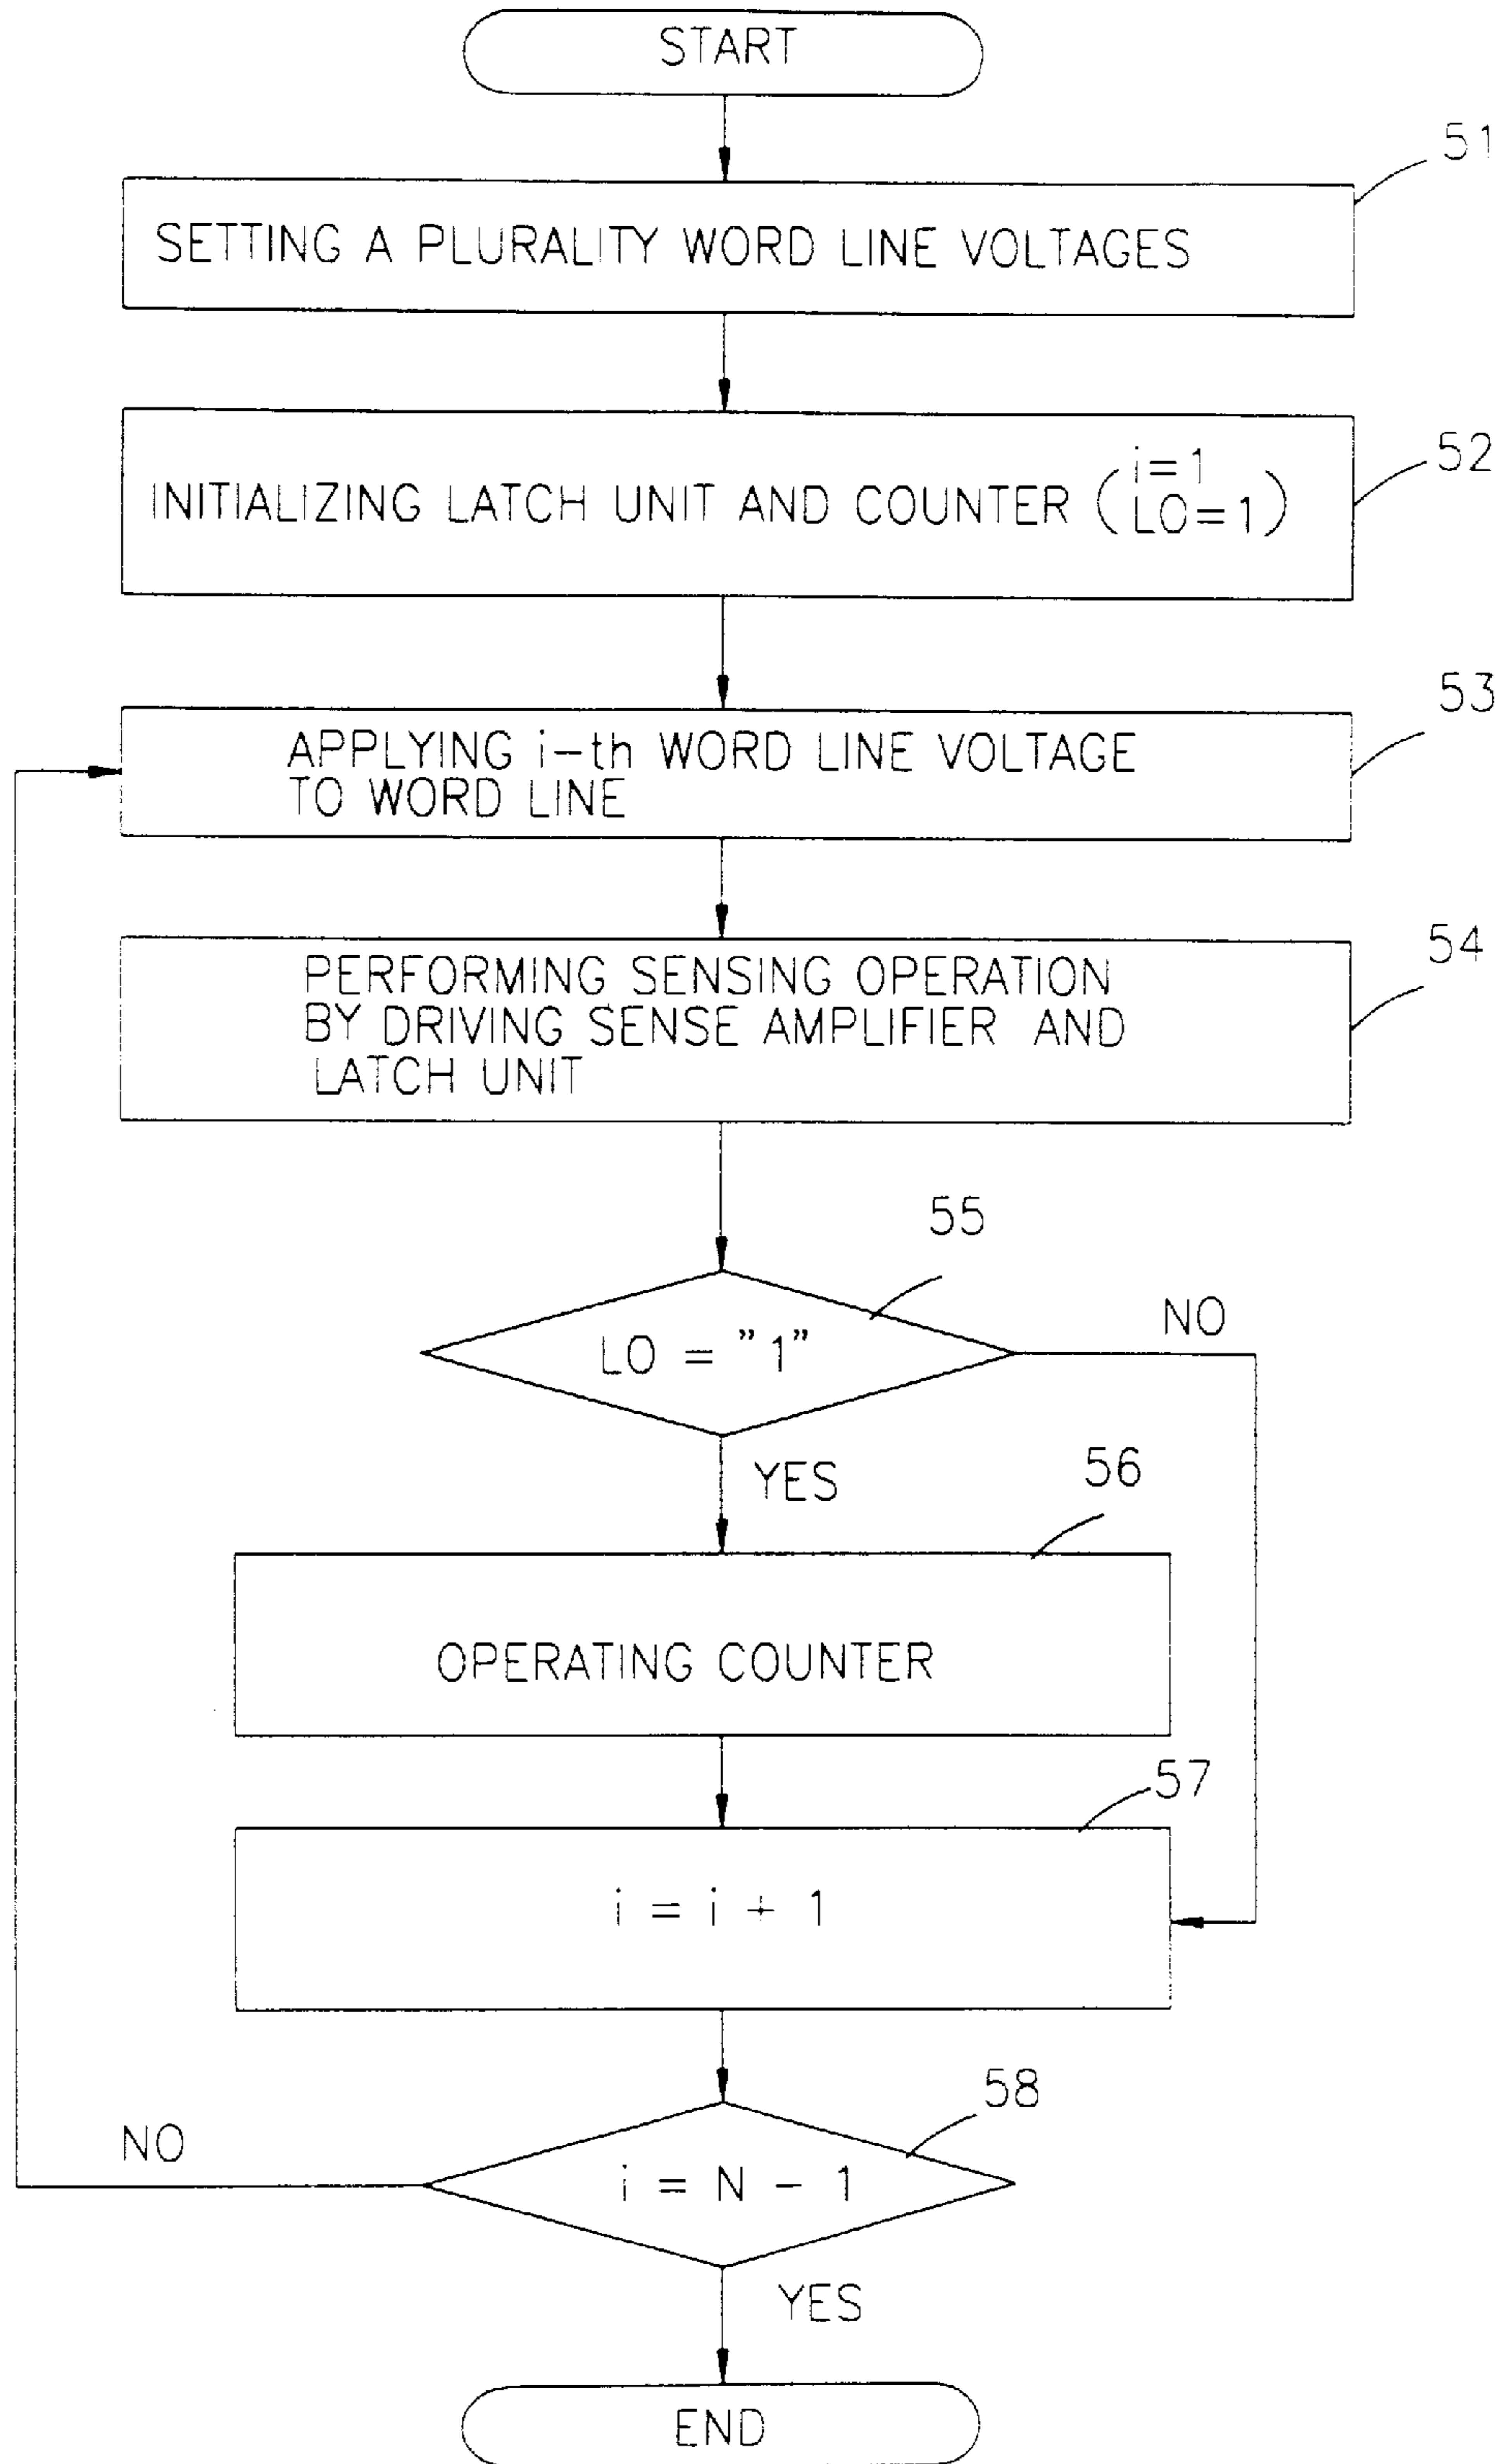 START
51
SETTING A PLURALITY WORD LINE VOLTAGES
52
INITIALIZING LATCH UNIT AND COUNTER (i=1
LO=1)
53
APPLYING i-th WORD LINE VOLTAGE
TO WORD LINE
54
PERFORMING SENSING OPERATION
BY DRIVING SENSE AMPLIFIER AND
LATCH UNIT
55
LO = "1"
NO
YES
56
OPERATING COUNTER
57
i = i + 1
58
NO
i = N - 1
YES
END